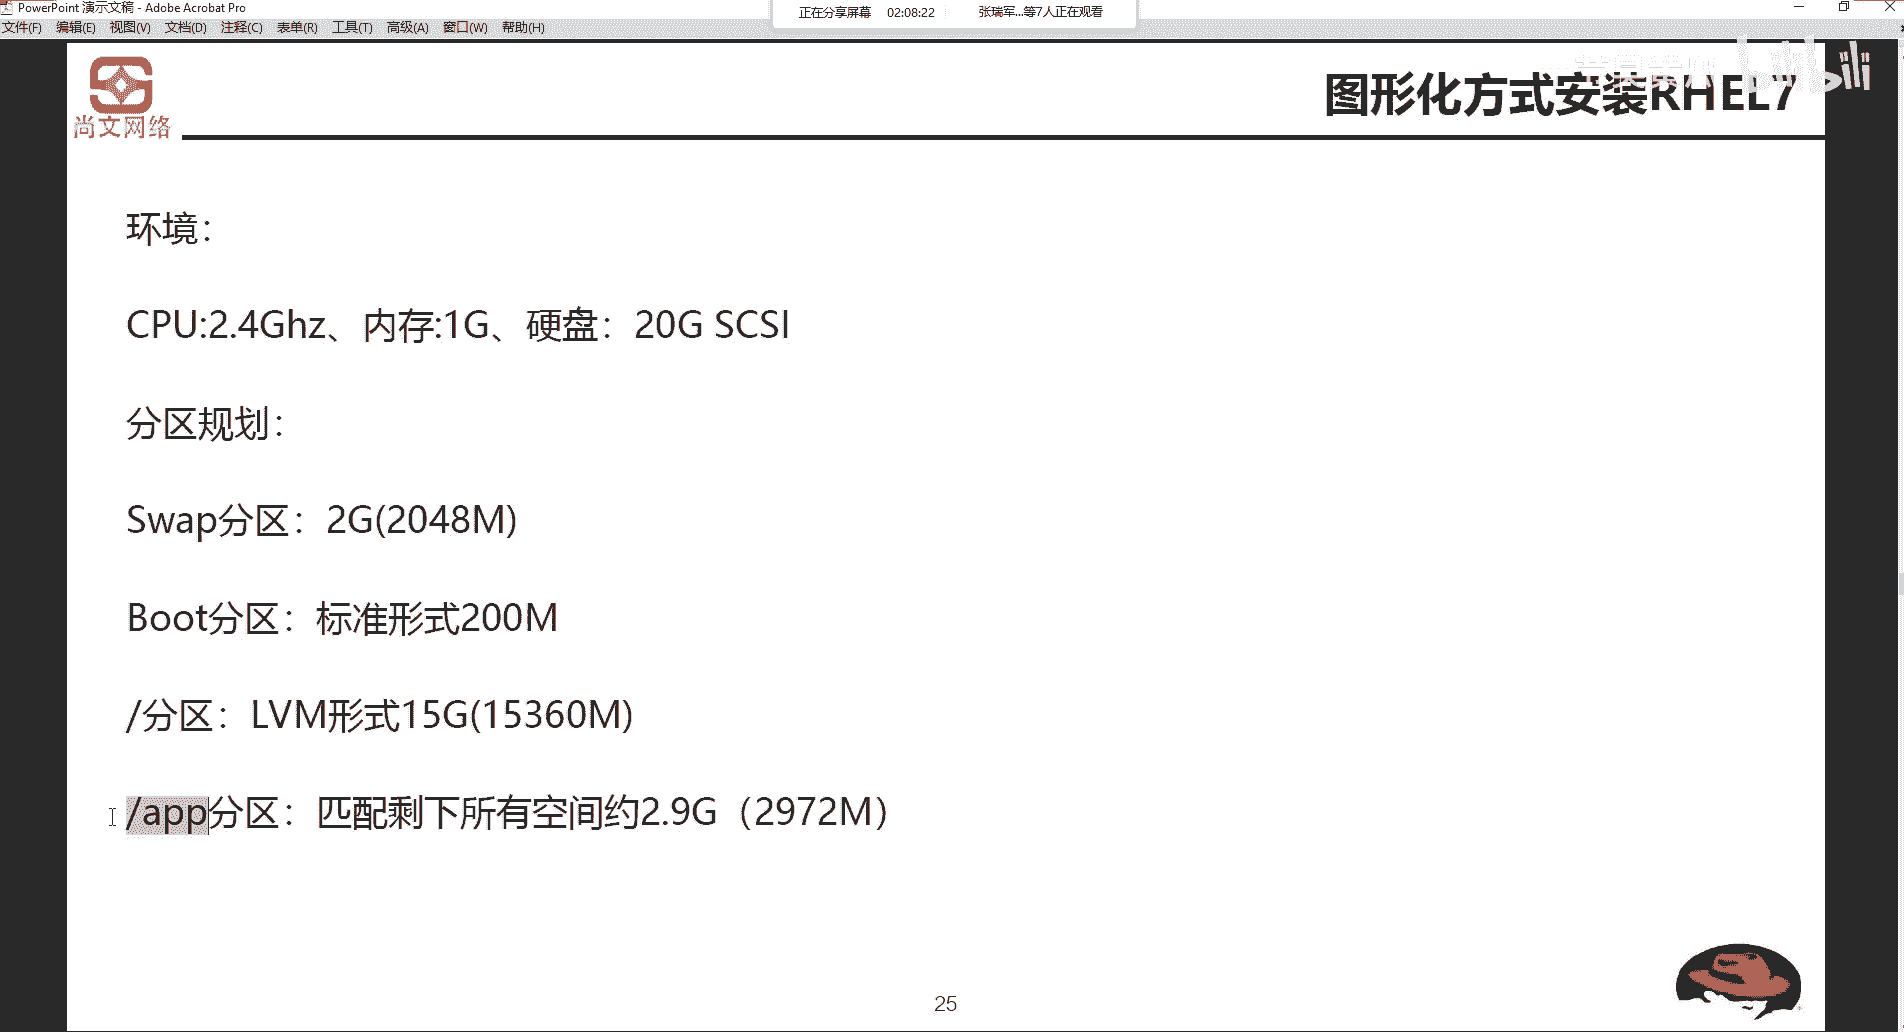 PowerPoint 演示文稿 - Adobe Acrobat Pro
正在分享屏幕 02:08:22 张瑞军...等7人正在观看
文件(F) 编辑(E) 视图(V) 文档(D) 注释(C) 表单(R) 工具(T) 高级(A) 窗口(W) 帮助(H)
bilibili
尚文网络
图形化方式安装RHEL7
环境：
CPU:2.4Ghz、内存:1G、硬盘：20G SCSI
分区规划：
Swap分区：2G(2048M)
Boot分区：标准形式200M
/分区：LVM形式15G(15360M)
/app分区：匹配剩下所有空间约2.9G（2972M）
25